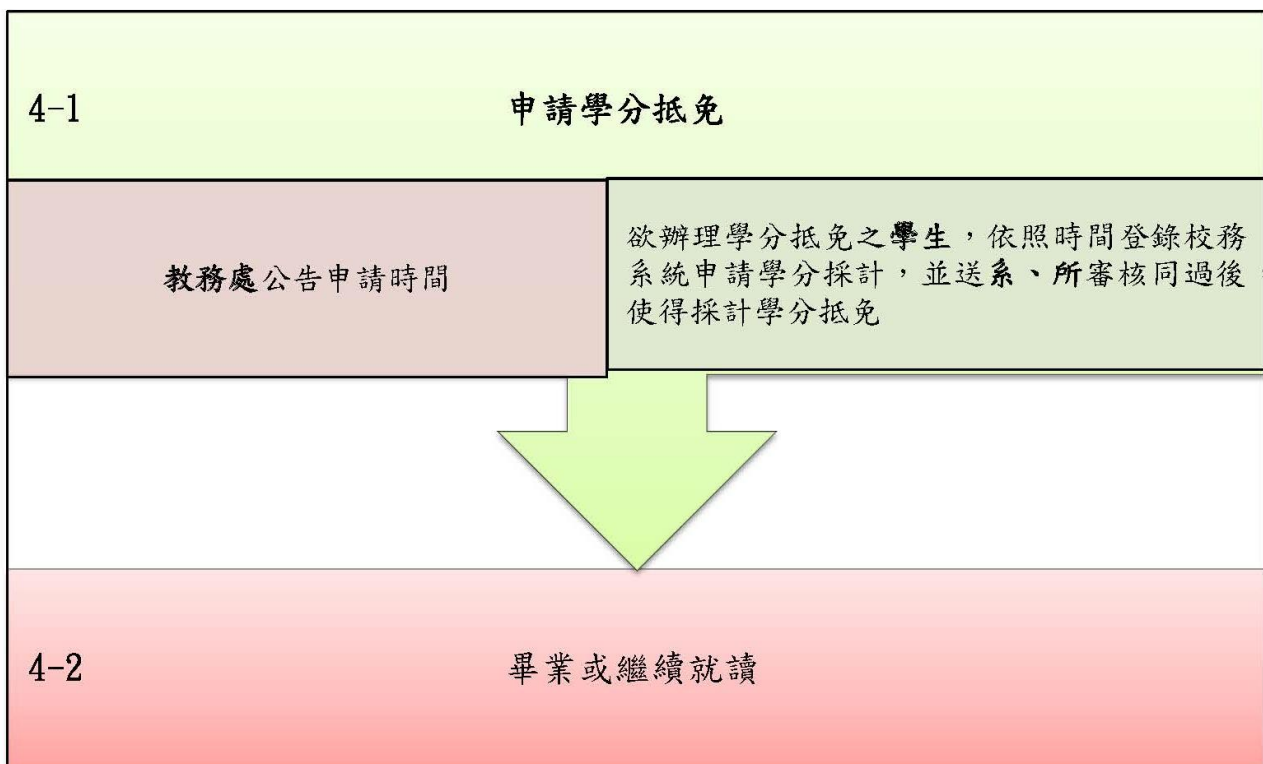 4-1 申請學分抵免
教務處公告申請時間
欲辦理學分抵免之學生，依照時間登錄校務
系統申請學分採計，並送系、所審核同過後，
使得採計學分抵免
4-2 畢業或繼續就讀